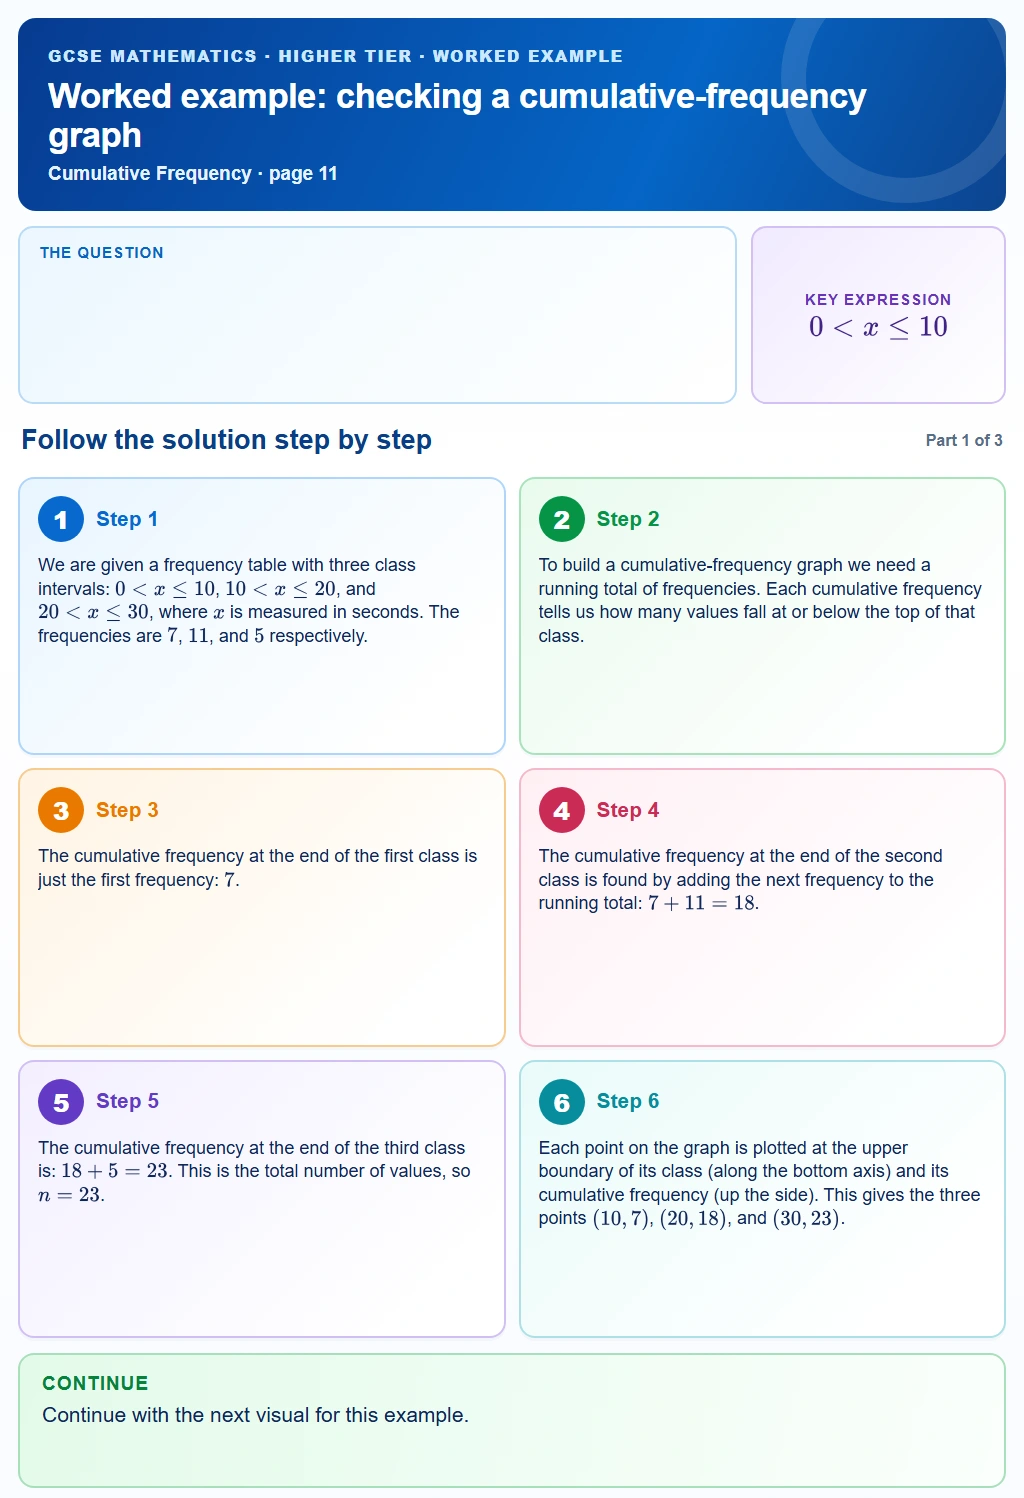 GCSE MATHEMATICS · HIGHER TIER · WORKED EXAMPLE
Worked example: checking a cumulative-frequency
graph
Cumulative Frequency · page 11
THE QUESTION
KEY EXPRESSION
0 < x ≤ 10
Follow the solution step by step
Part 1 of 3
1 Step 1
We are given a frequency table with three class
intervals: 0 < x ≤ 10, 10 < x ≤ 20, and
20 < x ≤ 30, where x is measured in seconds. The
frequencies are 7, 11, and 5 respectively.
2 Step 2
To build a cumulative-frequency graph we need a
running total of frequencies. Each cumulative frequency
tells us how many values fall at or below the top of that
class.
3 Step 3
The cumulative frequency at the end of the first class is
just the first frequency: 7.
4 Step 4
The cumulative frequency at the end of the second
class is found by adding the next frequency to the
running total: 7 + 11 = 18.
5 Step 5
The cumulative frequency at the end of the third class
is: 18 + 5 = 23. This is the total number of values, so
n = 23.
6 Step 6
Each point on the graph is plotted at the upper
boundary of its class (along the bottom axis) and its
cumulative frequency (up the side). This gives the three
points (10, 7), (20, 18), and (30, 23).
CONTINUE
Continue with the next visual for this example.